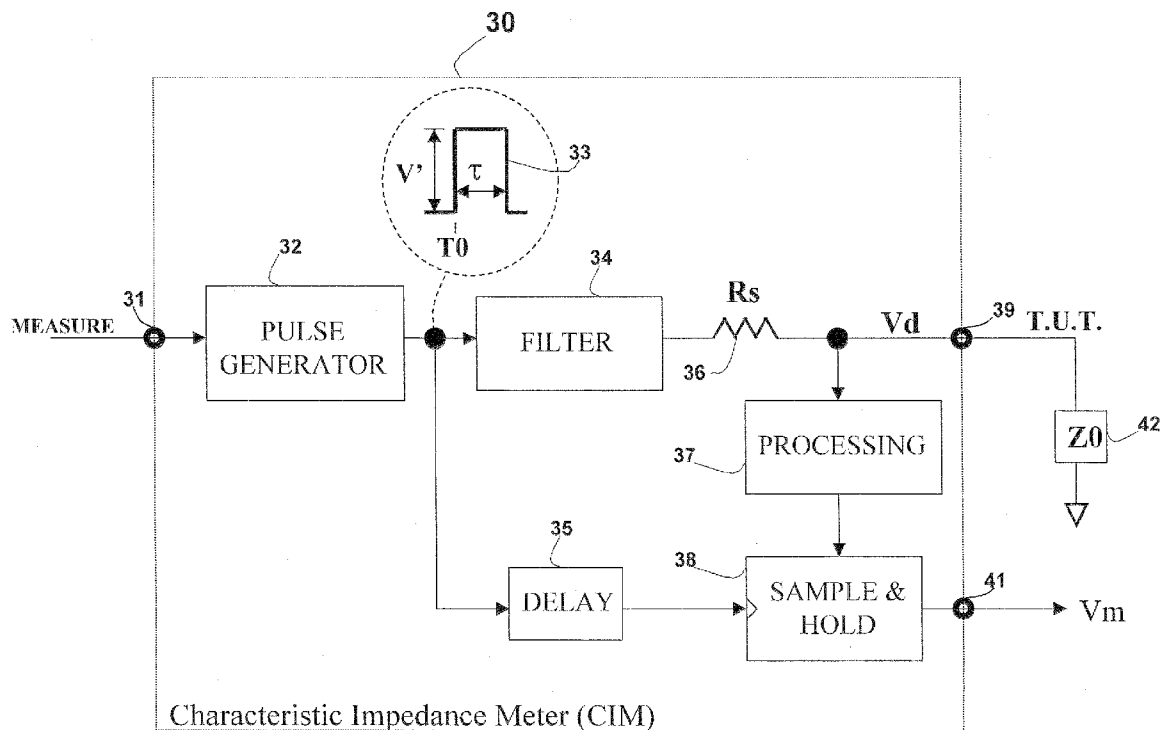 30
V'
τ
33
T0
32
34
31
MEASURE
PULSE
GENERATOR
FILTER
Rs
36
Vd
39
T.U.T.
37
PROCESSING
Z0
42
35
DELAY
38
SAMPLE &
HOLD
41
Vm
Characteristic Impedance Meter (CIM)